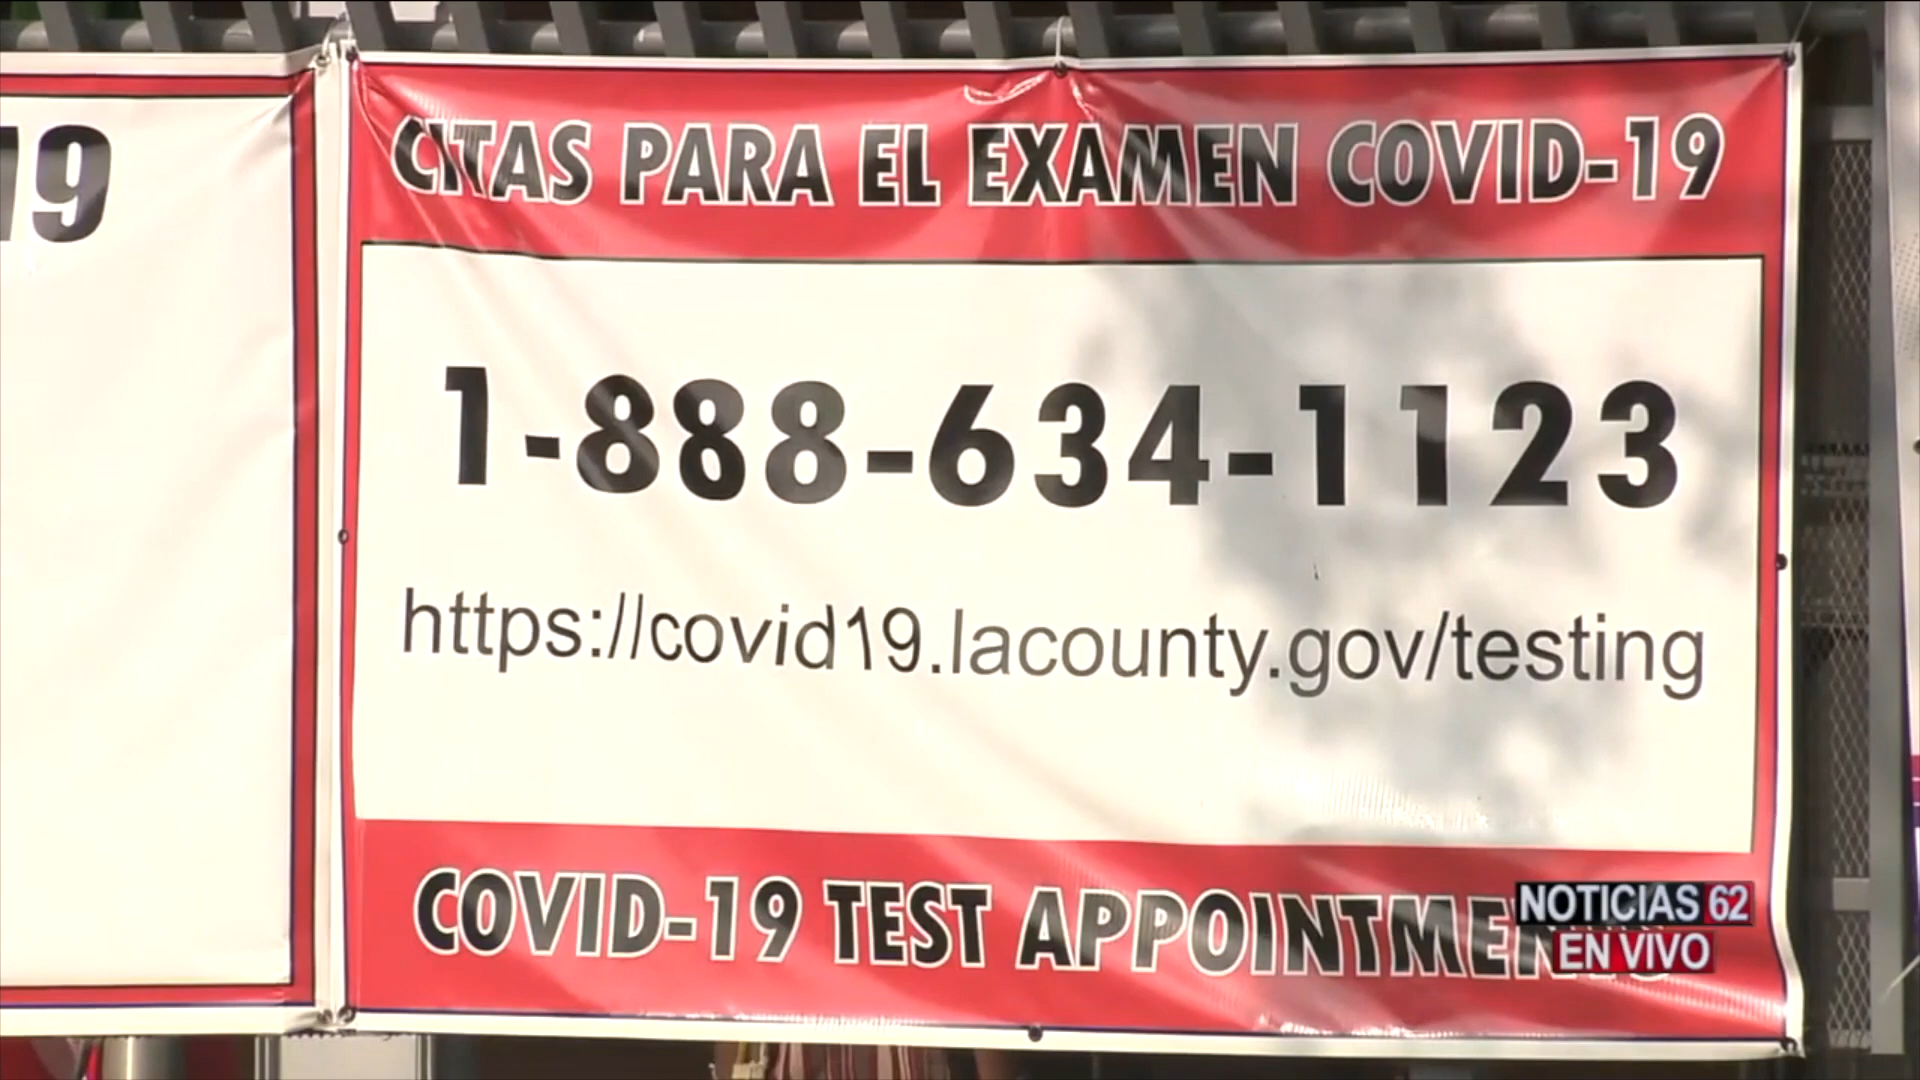 19
CITAS PARA EL EXAMEN COVID-19
1-888-634-1123
https://covid19.lacounty.gov/testing
COVID-19 TEST
NOTICIAS 62
EN VIVO